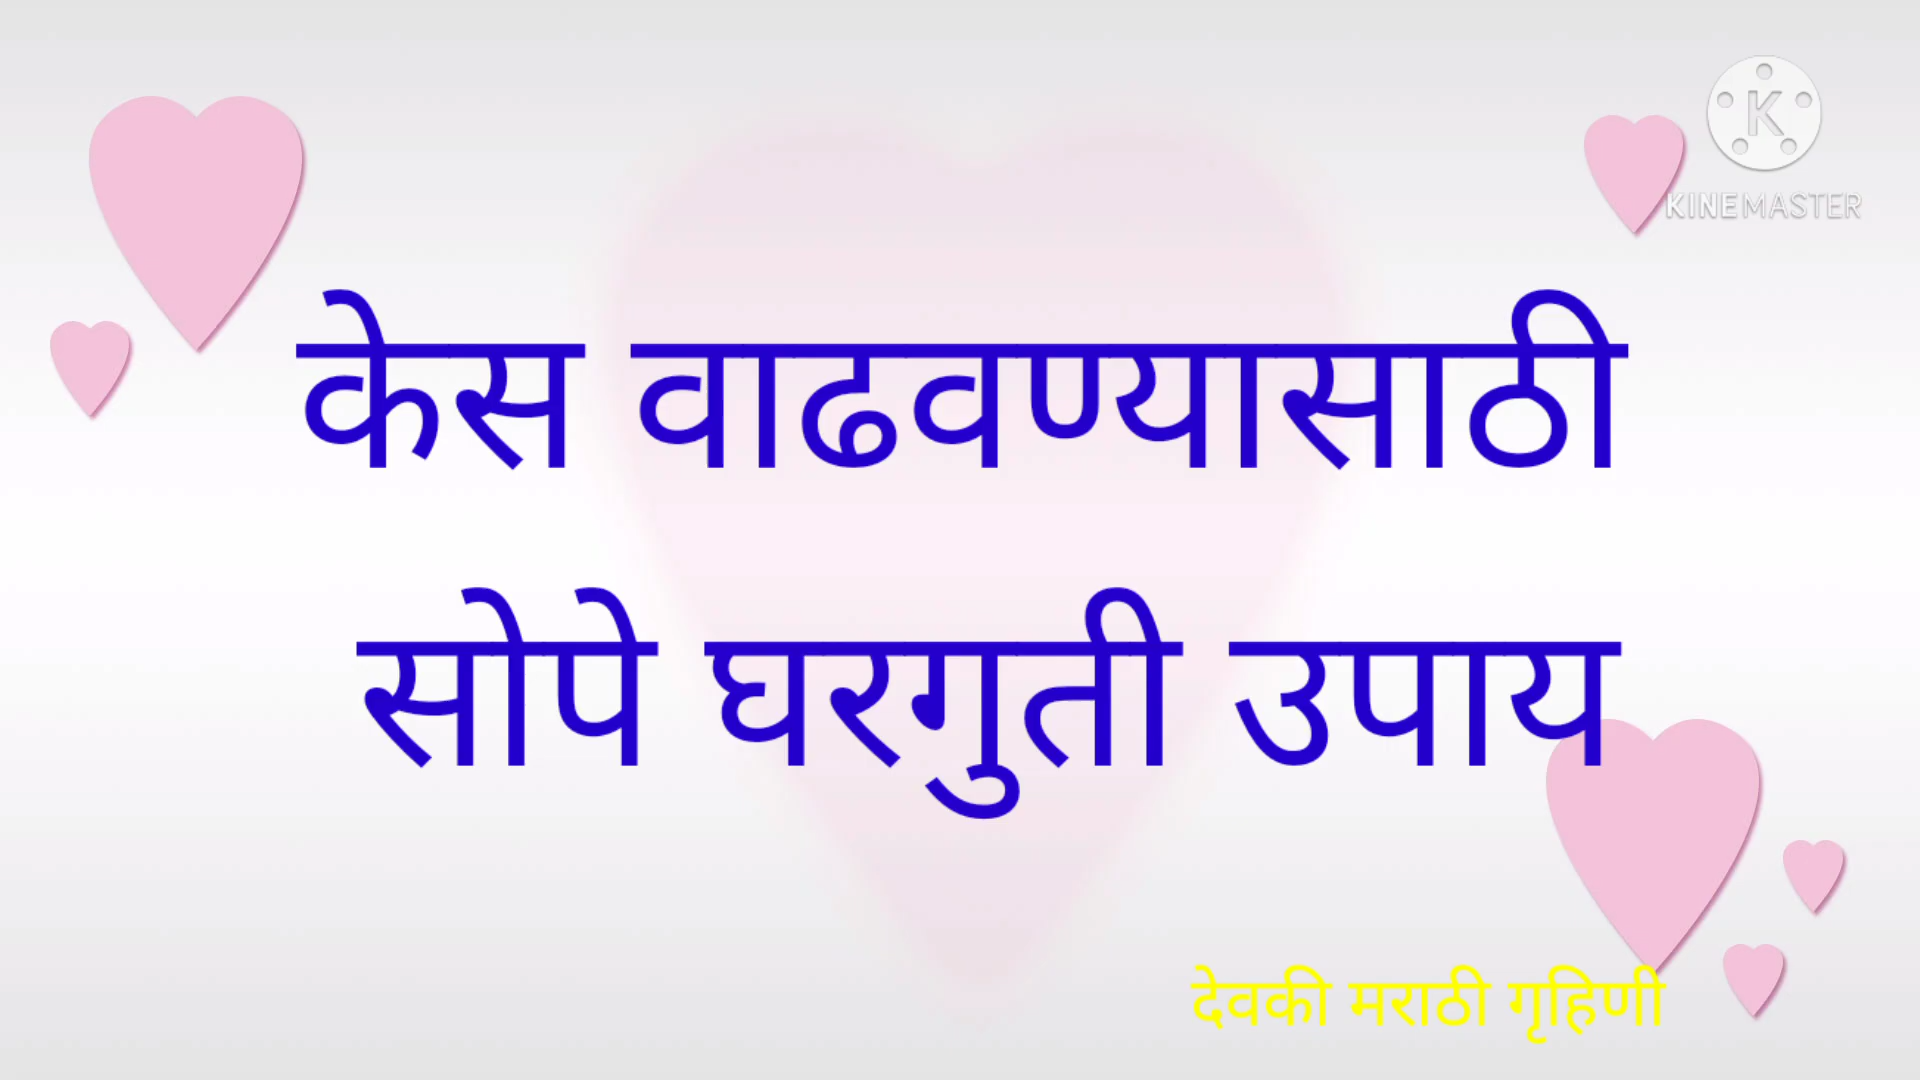 KINEMASTER
केस वाढवण्यासाठी
सोपे घरगुती उपाय
देवकी मराठी गृहिणी